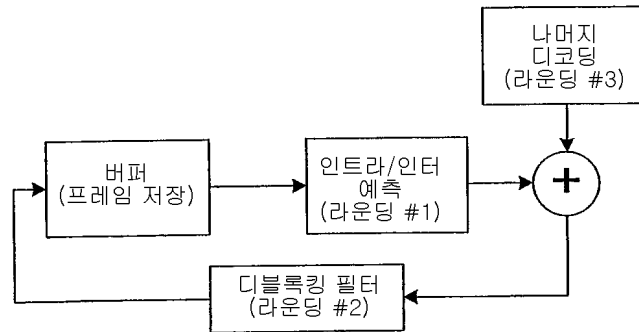 나머지
디코딩
(라운딩 #3)
버퍼
(프레임 저장)
인트라/인터
예측
(라운딩 #1)
+
디블록킹 필터
(라운딩 #2)